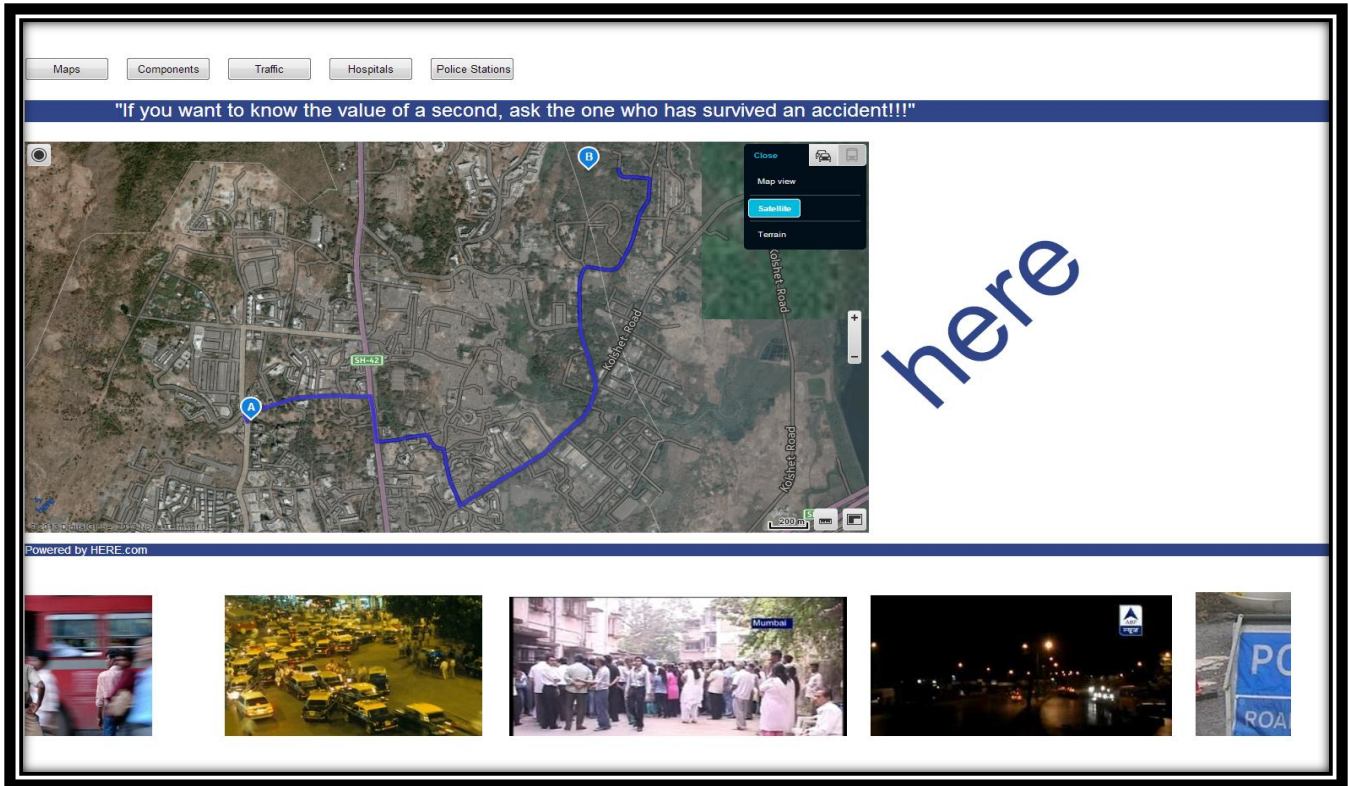 Maps
Components
Traffic
Hospitals
Police Stations
"If you want to know the value of a second, ask the one who has survived an accident!!!"
B
Close
Map view
Satellite
Terrain
Kolshet Road
+
−
Kolshet Road
SH-42
A
Kolshet Road
200 m
here
Powered by HERE.com
Mumbai
ABP
न्यूज़
PO
ROA